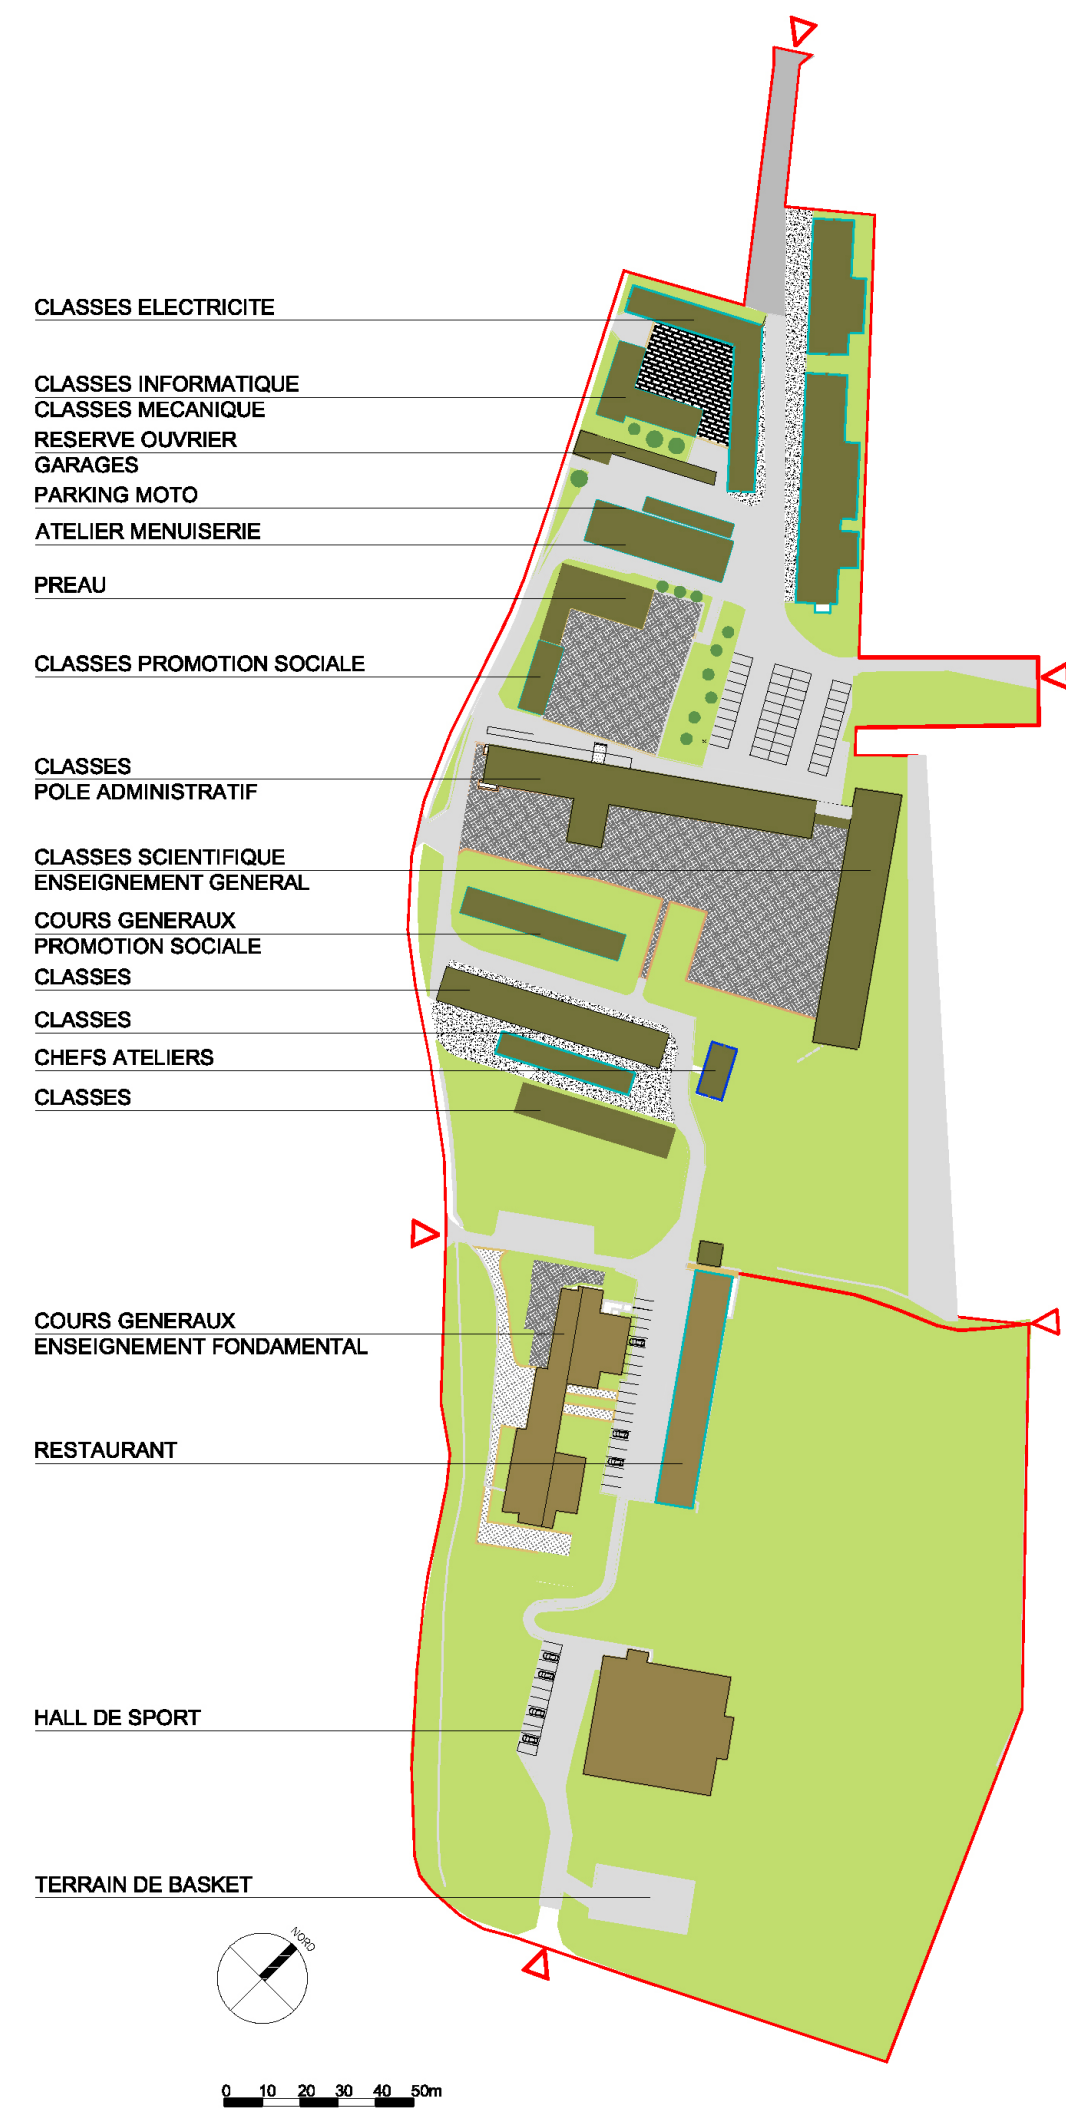 CLASSES ELECTRICITE
CLASSES INFORMATIQUE
CLASSES MECANIQUE
RESERVE OUVRIER
GARAGES
PARKING MOTO
ATELIER MENUISERIE
PREAU
CLASSES PROMOTION SOCIALE
CLASSES
POLE ADMINISTRATIF
CLASSES SCIENTIFIQUE
ENSEIGNEMENT GENERAL
COURS GENERAUX
PROMOTION SOCIALE
CLASSES
CLASSES
CHEFS ATELIERS
CLASSES
COURS GENERAUX
ENSEIGNEMENT FONDAMENTAL
RESTAURANT
HALL DE SPORT
TERRAIN DE BASKET
NORD
0 10 20 30 40 50m